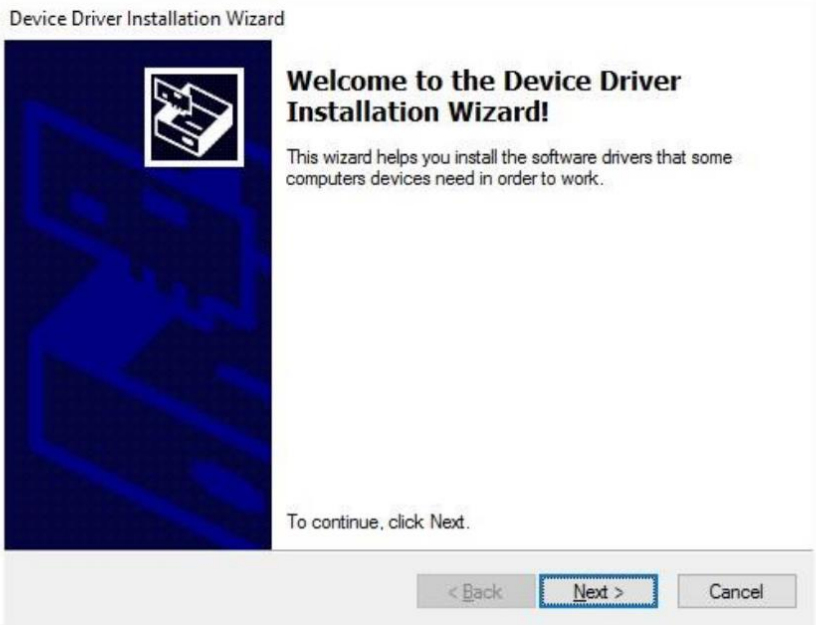 Device Driver Installation Wizard
Welcome to the Device Driver
Installation Wizard!
This wizard helps you install the software drivers that some
computers devices need in order to work.
To continue, click Next.
< Back
Next >
Cancel